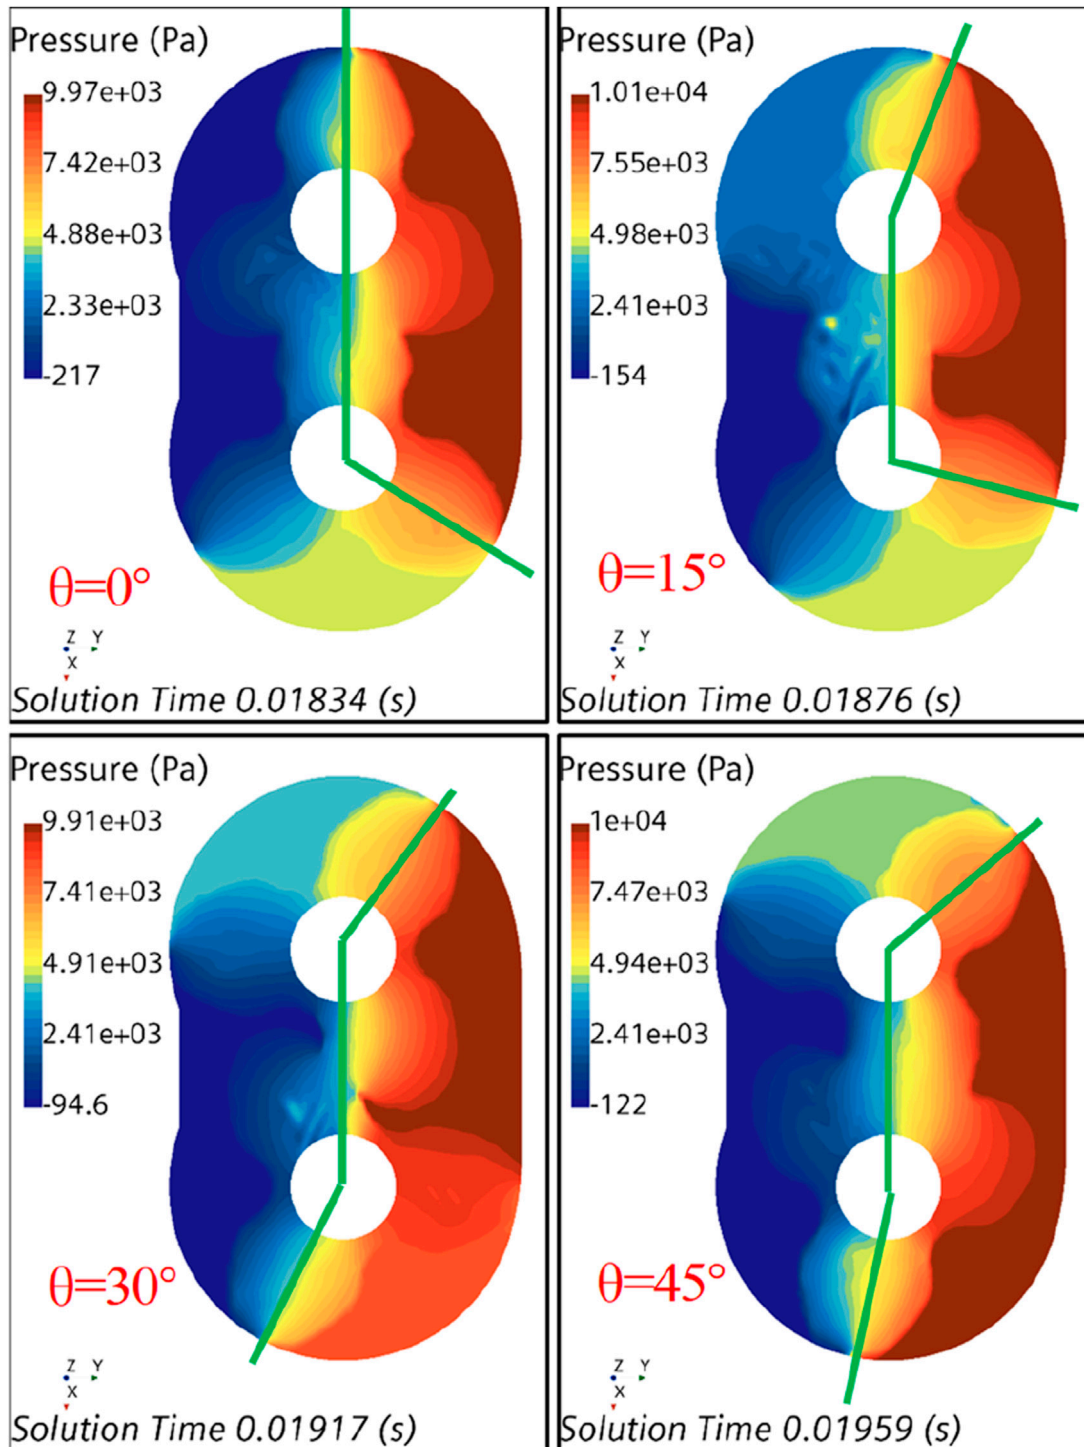 Pressure (Pa)
9.97e+03
7.42e+03
4.88e+03
2.33e+03
-217
θ=0°
Z Y
X
Solution Time 0.01834 (s)
Pressure (Pa)
1.01e+04
7.55e+03
4.98e+03
2.41e+03
-154
θ=15°
Z Y
X
Solution Time 0.01876 (s)
Pressure (Pa)
9.91e+03
7.41e+03
4.91e+03
2.41e+03
-94.6
θ=30°
Z Y
X
Solution Time 0.01917 (s)
Pressure (Pa)
1e+04
7.47e+03
4.94e+03
2.41e+03
-122
θ=45°
Z Y
X
Solution Time 0.01959 (s)